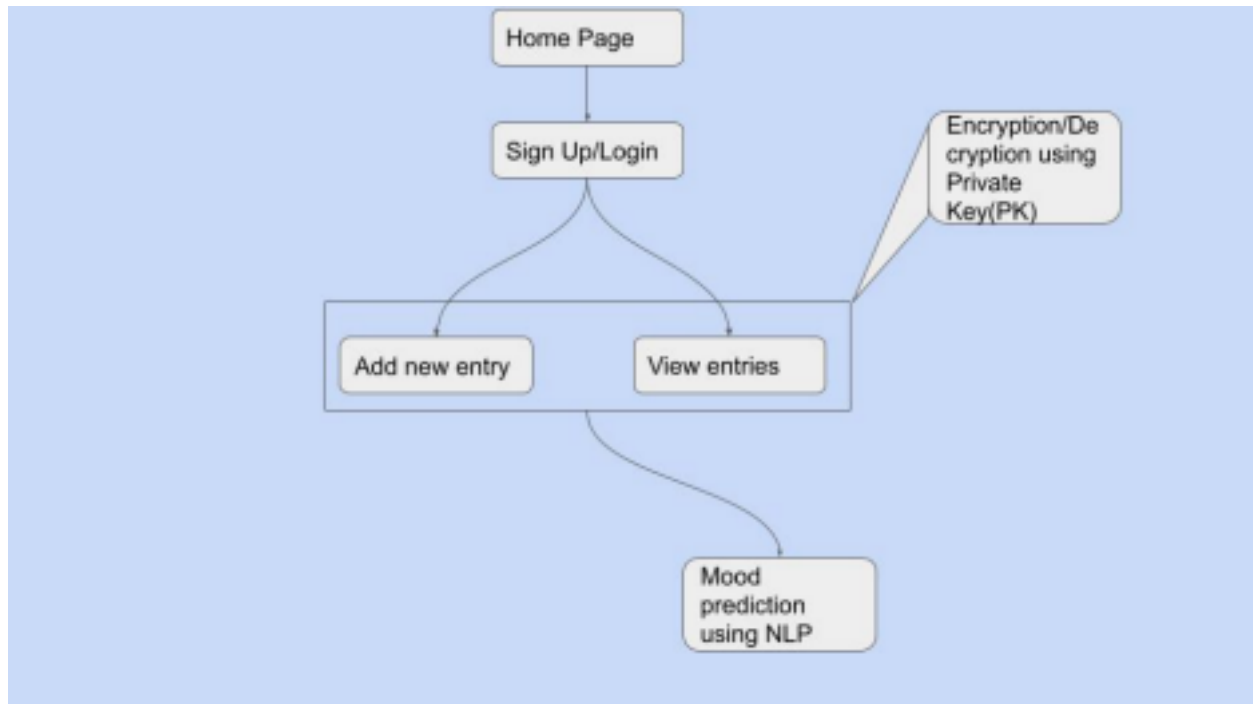 Home Page
Sign Up/Login
Encryption/De
cryption using
Private
Key(PK)
Add new entry
View entries
Mood
prediction
using NLP